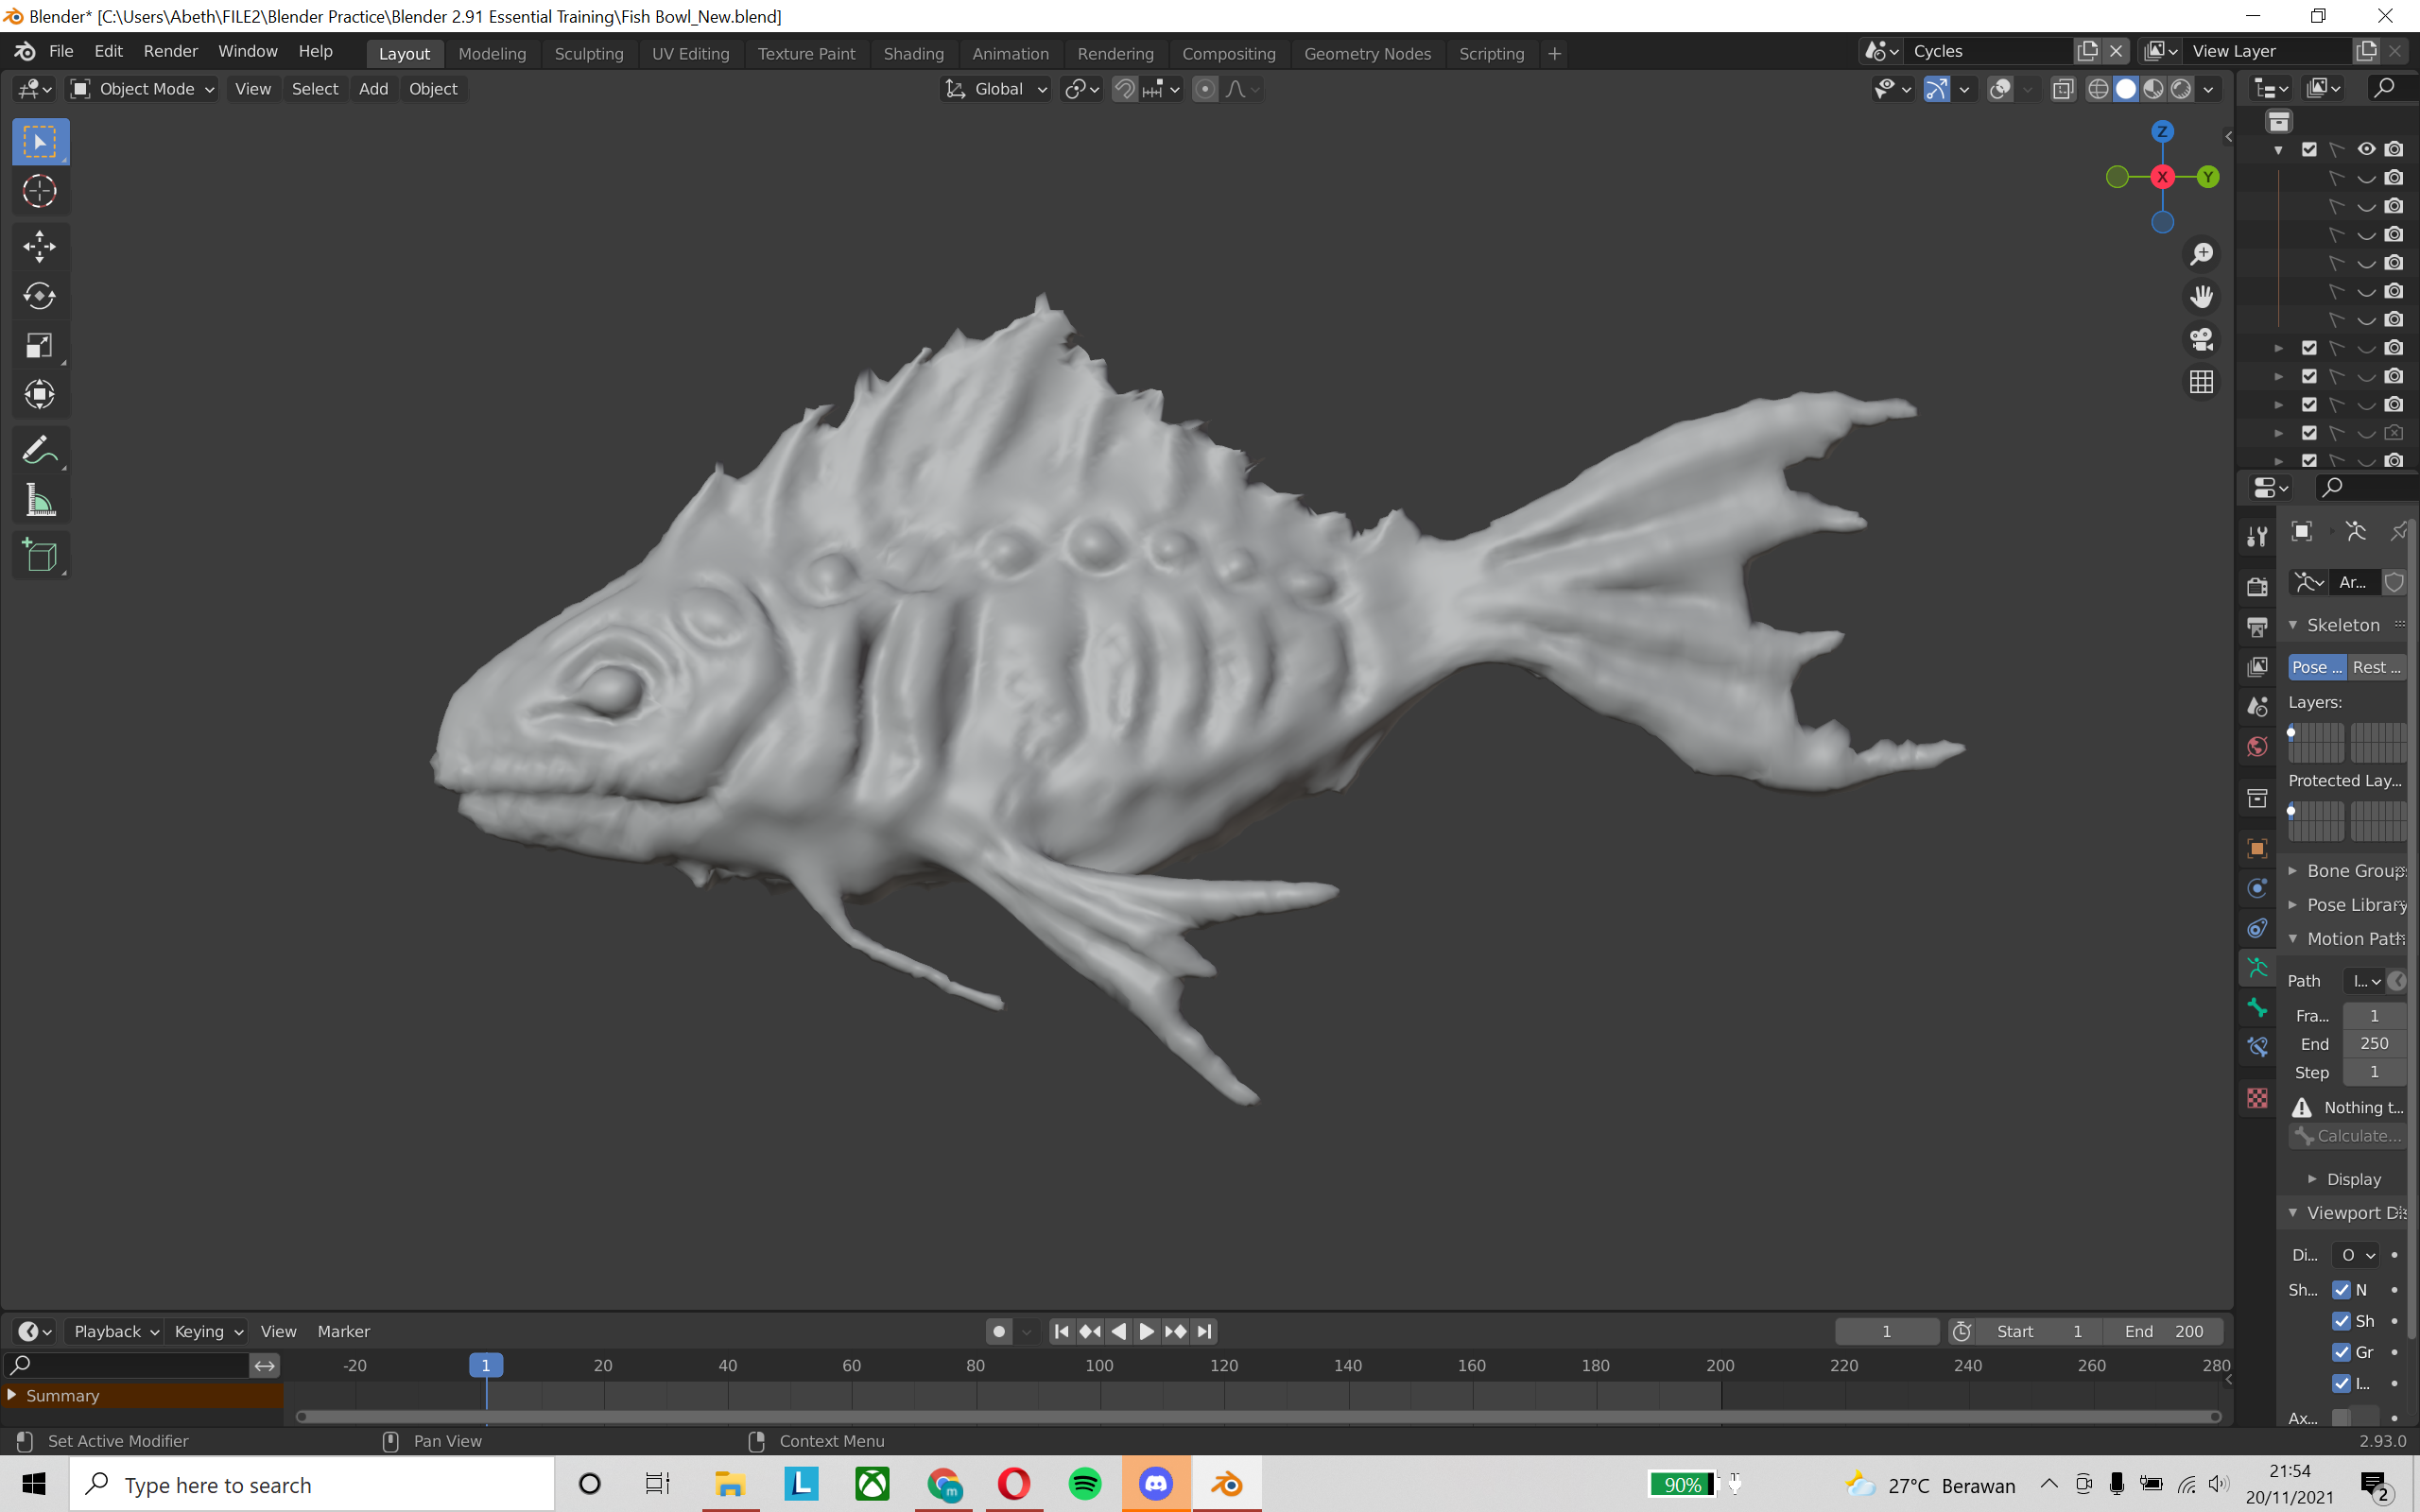 Blender* [C:\Users\Abeth\FILE2\Blender Practice\Blender 2.91 Essential Training\Fish Bowl_New.blend]
File Edit Render Window Help Layout Modeling Sculpting UV Editing Texture Paint Shading Animation Rendering Compositing Geometry Nodes Scripting + Cycles View Layer
Object Mode View Select Add Object Global
Z
X Y
Ar...
Skeleton
Pose ... Rest ...
Layers:
Protected Lay...
Bone Group
Pose Library
Motion Path
Path I...
Fra... 1
End 250
Step 1
Nothing t...
Calculate...
Display
Viewport Dis
Di... O
Sh... N
Sh
Gr
I...
Ax...
Playback Keying View Marker 1 Start 1 End 200
-20 1 20 40 60 80 100 120 140 160 180 200 220 240 260 280
Summary
Set Active Modifier Pan View Context Menu 2.93.0
Type here to search L m 90% 27°C Berawan 21:54
20/11/2021 2